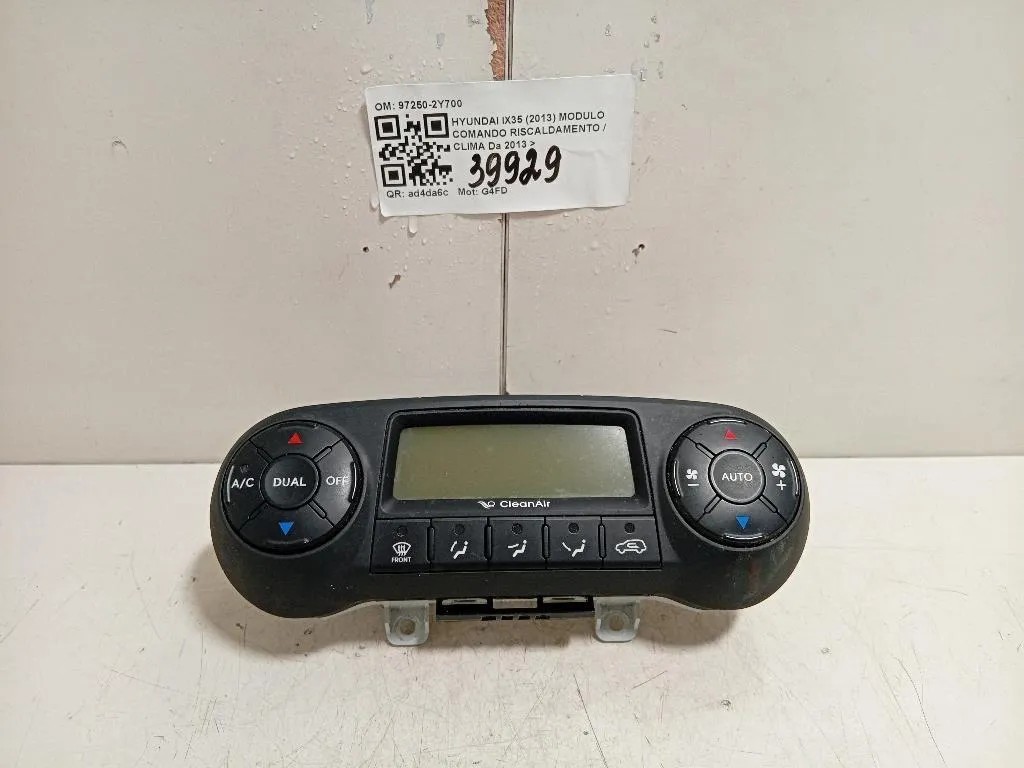 OM: 97250-2Y700
HYUNDAI IX35 (2013) MODULO
COMANDO RISCALDAMENTO /
CLIMA Da 2013 >
39929
QR: ad4da6c Mot: G4FD
A/C DUAL OFF
AUTO
- +
CleanAir
FRONT